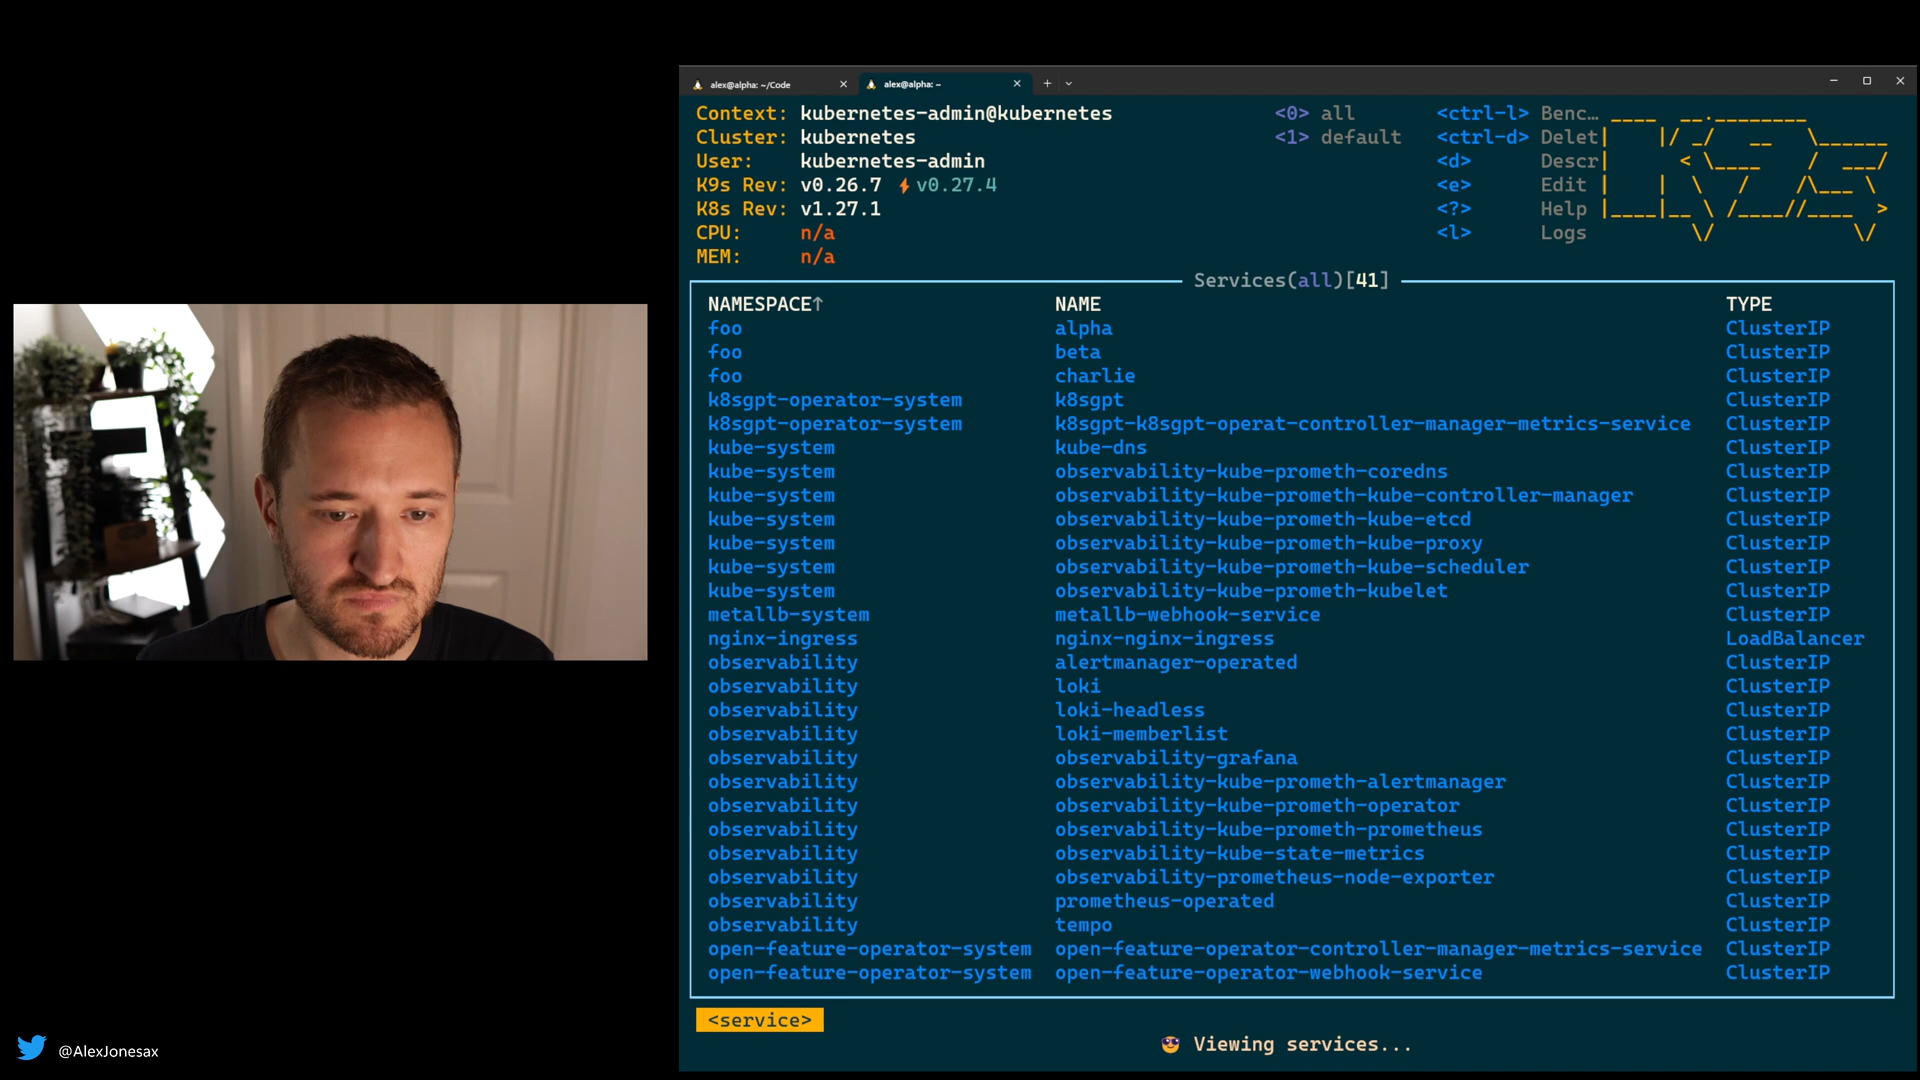 alex@alpha: ~/Code
alex@alpha: ~
Context: kubernetes-admin@kubernetes <0> all <ctrl-l> Benc…
Cluster: kubernetes <1> default <ctrl-d> Delet
User: kubernetes-admin <d> Descr
K9s Rev: v0.26.7 ⚡v0.27.4 <e> Edit
K8s Rev: v1.27.1 <?> Help
CPU: n/a <l> Logs
MEM: n/a
Services(all)[41]
NAMESPACE↑ NAME TYPE
foo alpha ClusterIP
foo beta ClusterIP
foo charlie ClusterIP
k8sgpt-operator-system k8sgpt ClusterIP
k8sgpt-operator-system k8sgpt-k8sgpt-operat-controller-manager-metrics-service ClusterIP
kube-system kube-dns ClusterIP
kube-system observability-kube-prometh-coredns ClusterIP
kube-system observability-kube-prometh-kube-controller-manager ClusterIP
kube-system observability-kube-prometh-kube-etcd ClusterIP
kube-system observability-kube-prometh-kube-proxy ClusterIP
kube-system observability-kube-prometh-kube-scheduler ClusterIP
kube-system observability-kube-prometh-kubelet ClusterIP
metallb-system metallb-webhook-service ClusterIP
nginx-ingress nginx-nginx-ingress LoadBalancer
observability alertmanager-operated ClusterIP
observability loki ClusterIP
observability loki-headless ClusterIP
observability loki-memberlist ClusterIP
observability observability-grafana ClusterIP
observability observability-kube-prometh-alertmanager ClusterIP
observability observability-kube-prometh-operator ClusterIP
observability observability-kube-prometh-prometheus ClusterIP
observability observability-kube-state-metrics ClusterIP
observability observability-prometheus-node-exporter ClusterIP
observability prometheus-operated ClusterIP
observability tempo ClusterIP
open-feature-operator-system open-feature-operator-controller-manager-metrics-service ClusterIP
open-feature-operator-system open-feature-operator-webhook-service ClusterIP
<service>
😎 Viewing services...
@AlexJonesax